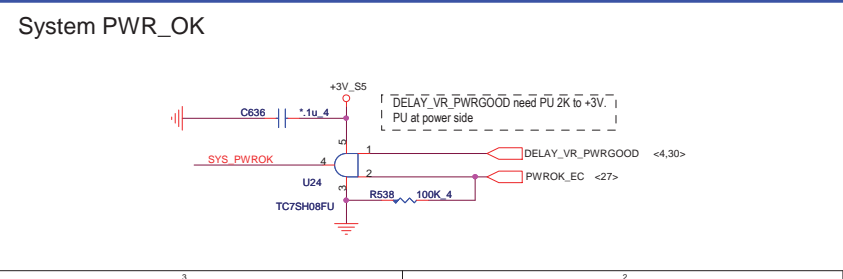 System PWR_OK
+3V_S5
C636 *.1u_4
DELAY_VR_PWRGOOD need PU 2K to +3V.
PU at power side
5
1
DELAY_VR_PWRGOOD <4,30>
SYS_PWROK
4
2
PWROK_EC <27>
U24
3
R538 100K_4
TC7SH08FU
3
2